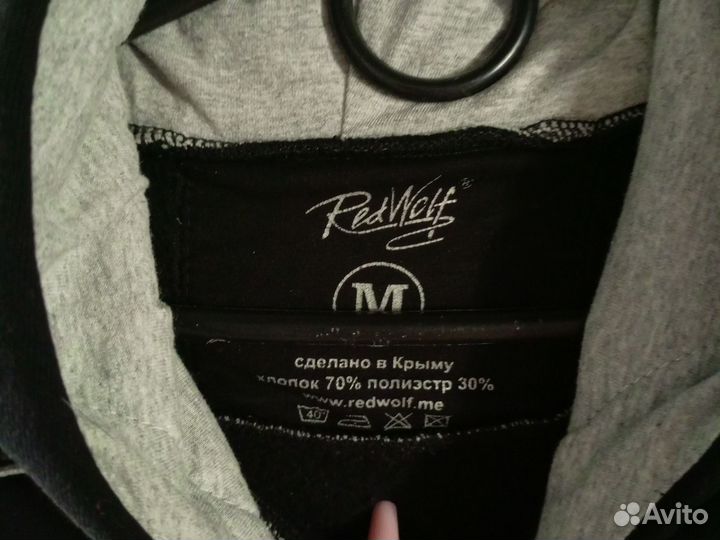 RedWolf
M
сделано в Крыму
хлопок 70% полиэстр 30%
www.redwolf.me
40°
Avito